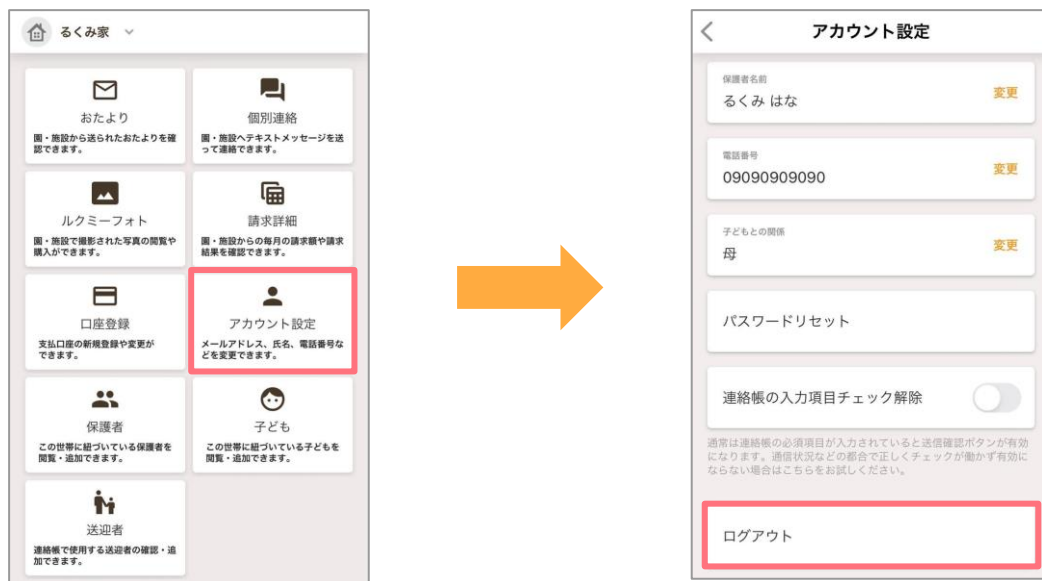 るくみ家
おたより
園・施設から送られたおたよりを確
認できます。
個別連絡
園・施設へテキストメッセージを送
って連絡できます。
ルクミーフォト
園・施設で撮影された写真の閲覧や
購入ができます。
請求詳細
園・施設からの毎月の請求額や請求
結果を確認できます。
口座登録
支払口座の新規登録や変更が
できます。
アカウント設定
メールアドレス、氏名、電話番号な
どを変更できます。
保護者
この世帯に紐づいている保護者を
閲覧・追加できます。
子ども
この世帯に紐づいている子どもを
閲覧・追加できます。
送迎者
連絡帳で使用する送迎者の確認・追
加できます。
アカウント設定
保護者名前
るくみ はな
変更
電話番号
09090909090
変更
子どもとの関係
母
変更
パスワードリセット
連絡帳の入力項目チェック解除
通常は連絡帳の必須項目が入力されていると送信確認ボタンが有効
になります。通信状況などの都合で正しくチェックが働かず有効に
ならない場合はこちらをお試しください。
ログアウト